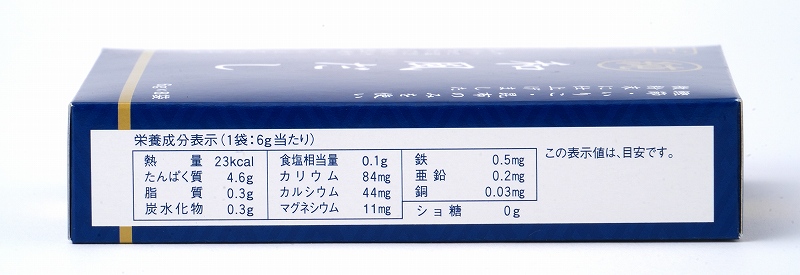 和風だし
栄養成分表示(1袋:6g当たり)
熱量 23kcal
たんぱく質 4.6g
脂質 0.3g
炭水化物 0.3g
食塩相当量 0.1g
カリウム 84mg
カルシウム 44mg
マグネシウム 11mg
鉄 0.5mg
亜鉛 0.2mg
銅 0.03mg
ショ糖 0g
この表示値は、目安です。